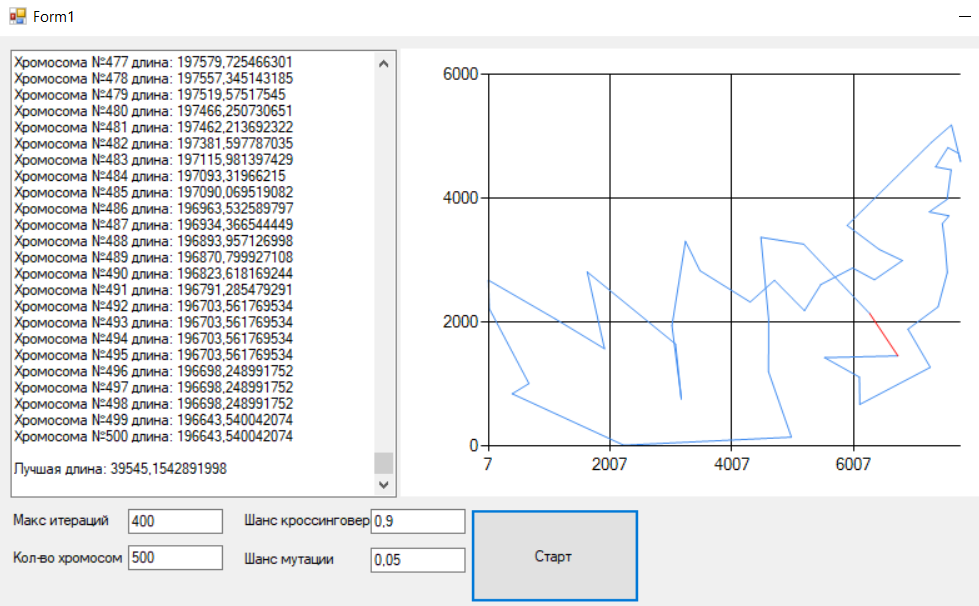 Form1
Хромосома №477 длина: 197579,725466301
Хромосома №478 длина: 197557,345143185
Хромосома №479 длина: 197519,57517545
Хромосома №480 длина: 197466,250730651
Хромосома №481 длина: 197462,213692322
Хромосома №482 длина: 197381,597787035
Хромосома №483 длина: 197115,981397429
Хромосома №484 длина: 197093,31966215
Хромосома №485 длина: 197090,069519082
Хромосома №486 длина: 196963,532589797
Хромосома №487 длина: 196934,366544449
Хромосома №488 длина: 196893,957126998
Хромосома №489 длина: 196870,799927108
Хромосома №490 длина: 196823,618169244
Хромосома №491 длина: 196791,285479291
Хромосома №492 длина: 196703,561769534
Хромосома №493 длина: 196703,561769534
Хромосома №494 длина: 196703,561769534
Хромосома №495 длина: 196703,561769534
Хромосома №496 длина: 196698,248991752
Хромосома №497 длина: 196698,248991752
Хромосома №498 длина: 196698,248991752
Хромосома №499 длина: 196643,540042074
Хромосома №500 длина: 196643,540042074
Лучшая длина: 39545,1542891998
6000
4000
2000
0
7 2007 4007 6007
Макс итераций 400 Шанс кроссинговер 0,9
Кол-во хромосом 500 Шанс мутации 0,05
Старт